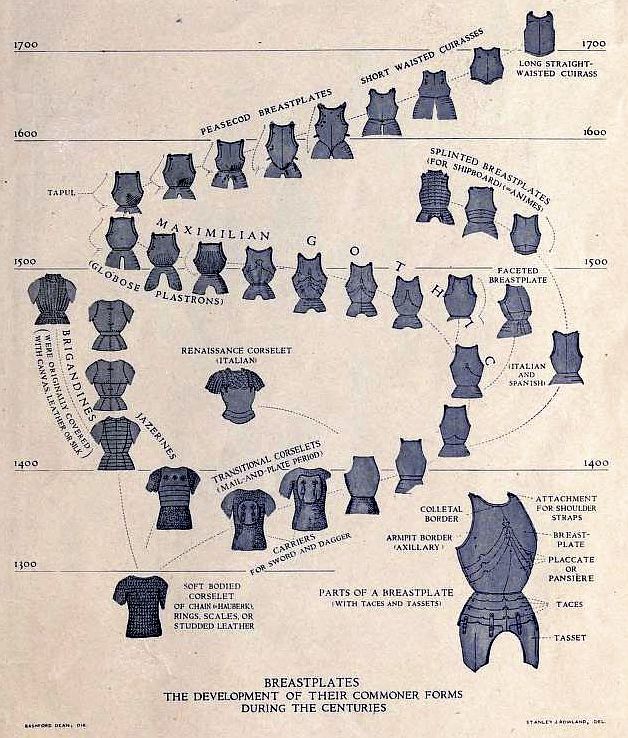 1700
1700
LONG STRAIGHT-
WAISTED CUIRASS
SHORT WAISTED CUIRASSES
PEASECOD BREASTPLATES
1600
1600
SPLINTED BREASTPLATES
(FOR SHIPBOARD) (=ANIMES)
TAPUL
MAXIMILIAN
(GLOBOSE PLASTRONS)
GOTHIC
1500
1500
FACETED
BREASTPLATE
(ITALIAN
AND
SPANISH)
BRIGANDINES
(WERE ORIGINALLY COVERED
WITH CANVAS, LEATHER OR SILK)
RENAISSANCE CORSELET
(ITALIAN)
JAZERINES
TRANSITIONAL CORSELETS
(MAIL-AND-PLATE PERIOD)
1400
1400
CARRIERS
FOR SWORD AND DAGGER
COLLETAL
BORDER
ARMPIT BORDER
(AXILLARY)
ATTACHMENT
FOR SHOULDER
STRAPS
BREAST-
PLATE
PLACCATE
OR
PANSIÈRE
TACES
TASSET
1300
SOFT BODIED
CORSELET
OF CHAIN (=HAUBERK),
RINGS, SCALES, OR
STUDDED LEATHER
PARTS OF A BREASTPLATE
(WITH TACES AND TASSETS)
BREASTPLATES
THE DEVELOPMENT OF THEIR COMMONER FORMS
DURING THE CENTURIES
BASHFORD DEAN, DIR.
STANLEY J. ROWLAND, DEL.